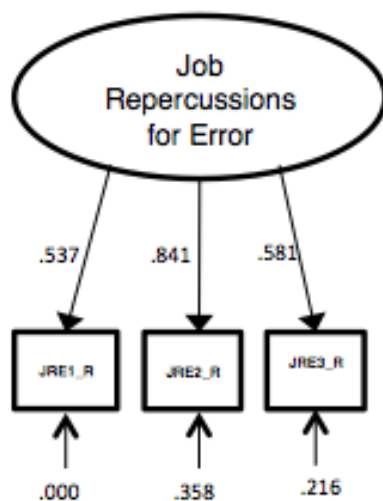 Job
Repercussions
for Error
.537 .841 .581
JRE1_R JRE2_R JRE3_R
.000 .358 .216